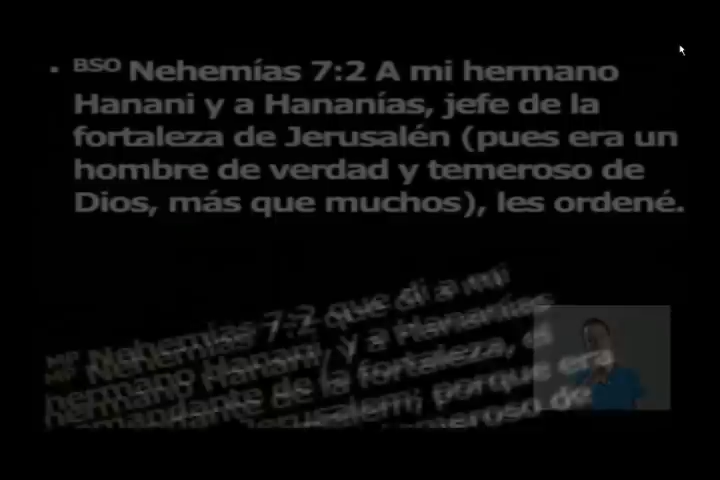 ▪ BSO Nehemías 7:2 A mi hermano
Hanani y a Hananías, jefe de la
fortaleza de Jerusalén (pues era un
hombre de verdad y temeroso de
Dios, más que muchos), les ordené.
Nehemías 7:2 que di a mi
hermano Hanani, y a Hananías
de la fortaleza, el
porque era
de